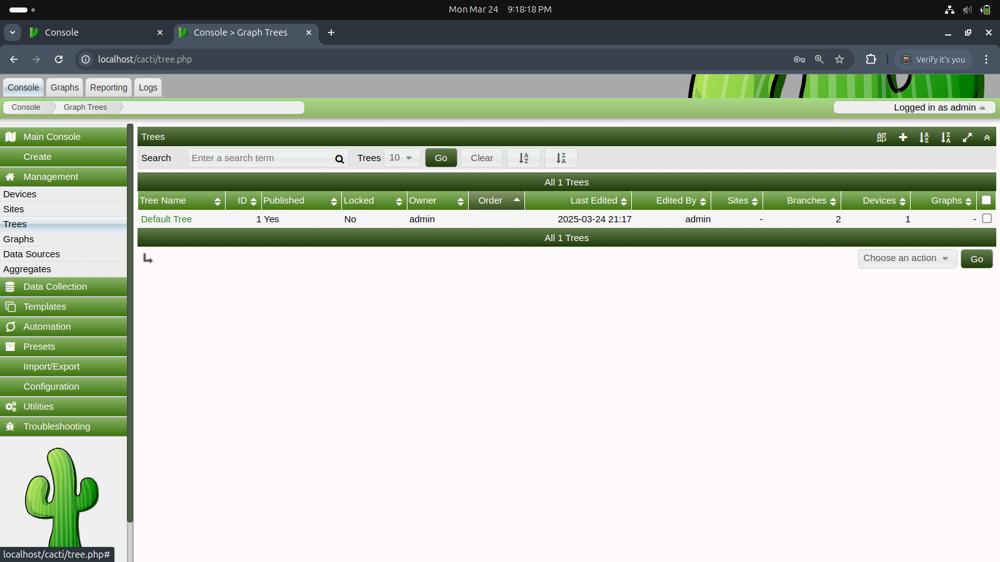 Mon Mar 24 9:18:18 PM
Console
Console > Graph Trees
localhost/cacti/tree.php
Verify it's you
Console
Graphs
Reporting
Logs
Console
Graph Trees
Logged in as admin
Main Console
Create
Management
Devices
Sites
Trees
Graphs
Data Sources
Aggregates
Data Collection
Templates
Automation
Presets
Import/Export
Configuration
Utilities
Troubleshooting
localhost/cacti/tree.php#
Trees
郎
Search Enter a search term Trees 10 Go Clear
All 1 Trees
Tree Name ID Published Locked Owner Order Last Edited Edited By Sites Branches Devices Graphs
Default Tree 1 Yes No admin 2025-03-24 21:17 admin - 2 1 -
All 1 Trees
Choose an action Go